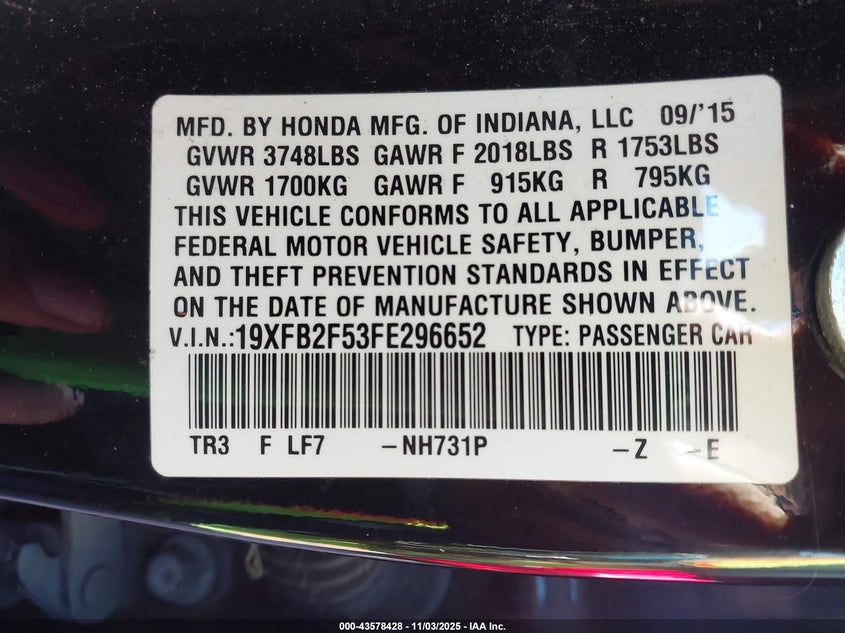 MFD. BY HONDA MFG. OF INDIANA, LLC 09/'15
GVWR 3748LBS GAWR F 2018LBS R 1753LBS
GVWR 1700KG GAWR F 915KG R 795KG
THIS VEHICLE CONFORMS TO ALL APPLICABLE
FEDERAL MOTOR VEHICLE SAFETY, BUMPER,
AND THEFT PREVENTION STANDARDS IN EFFECT
ON THE DATE OF MANUFACTURE SHOWN ABOVE.
V.I.N.:19XFB2F53FE296652 TYPE: PASSENGER CAR
TR3 F LF7 -NH731P -Z -E
000-43578428 - 11/03/2025 - IAA Inc.